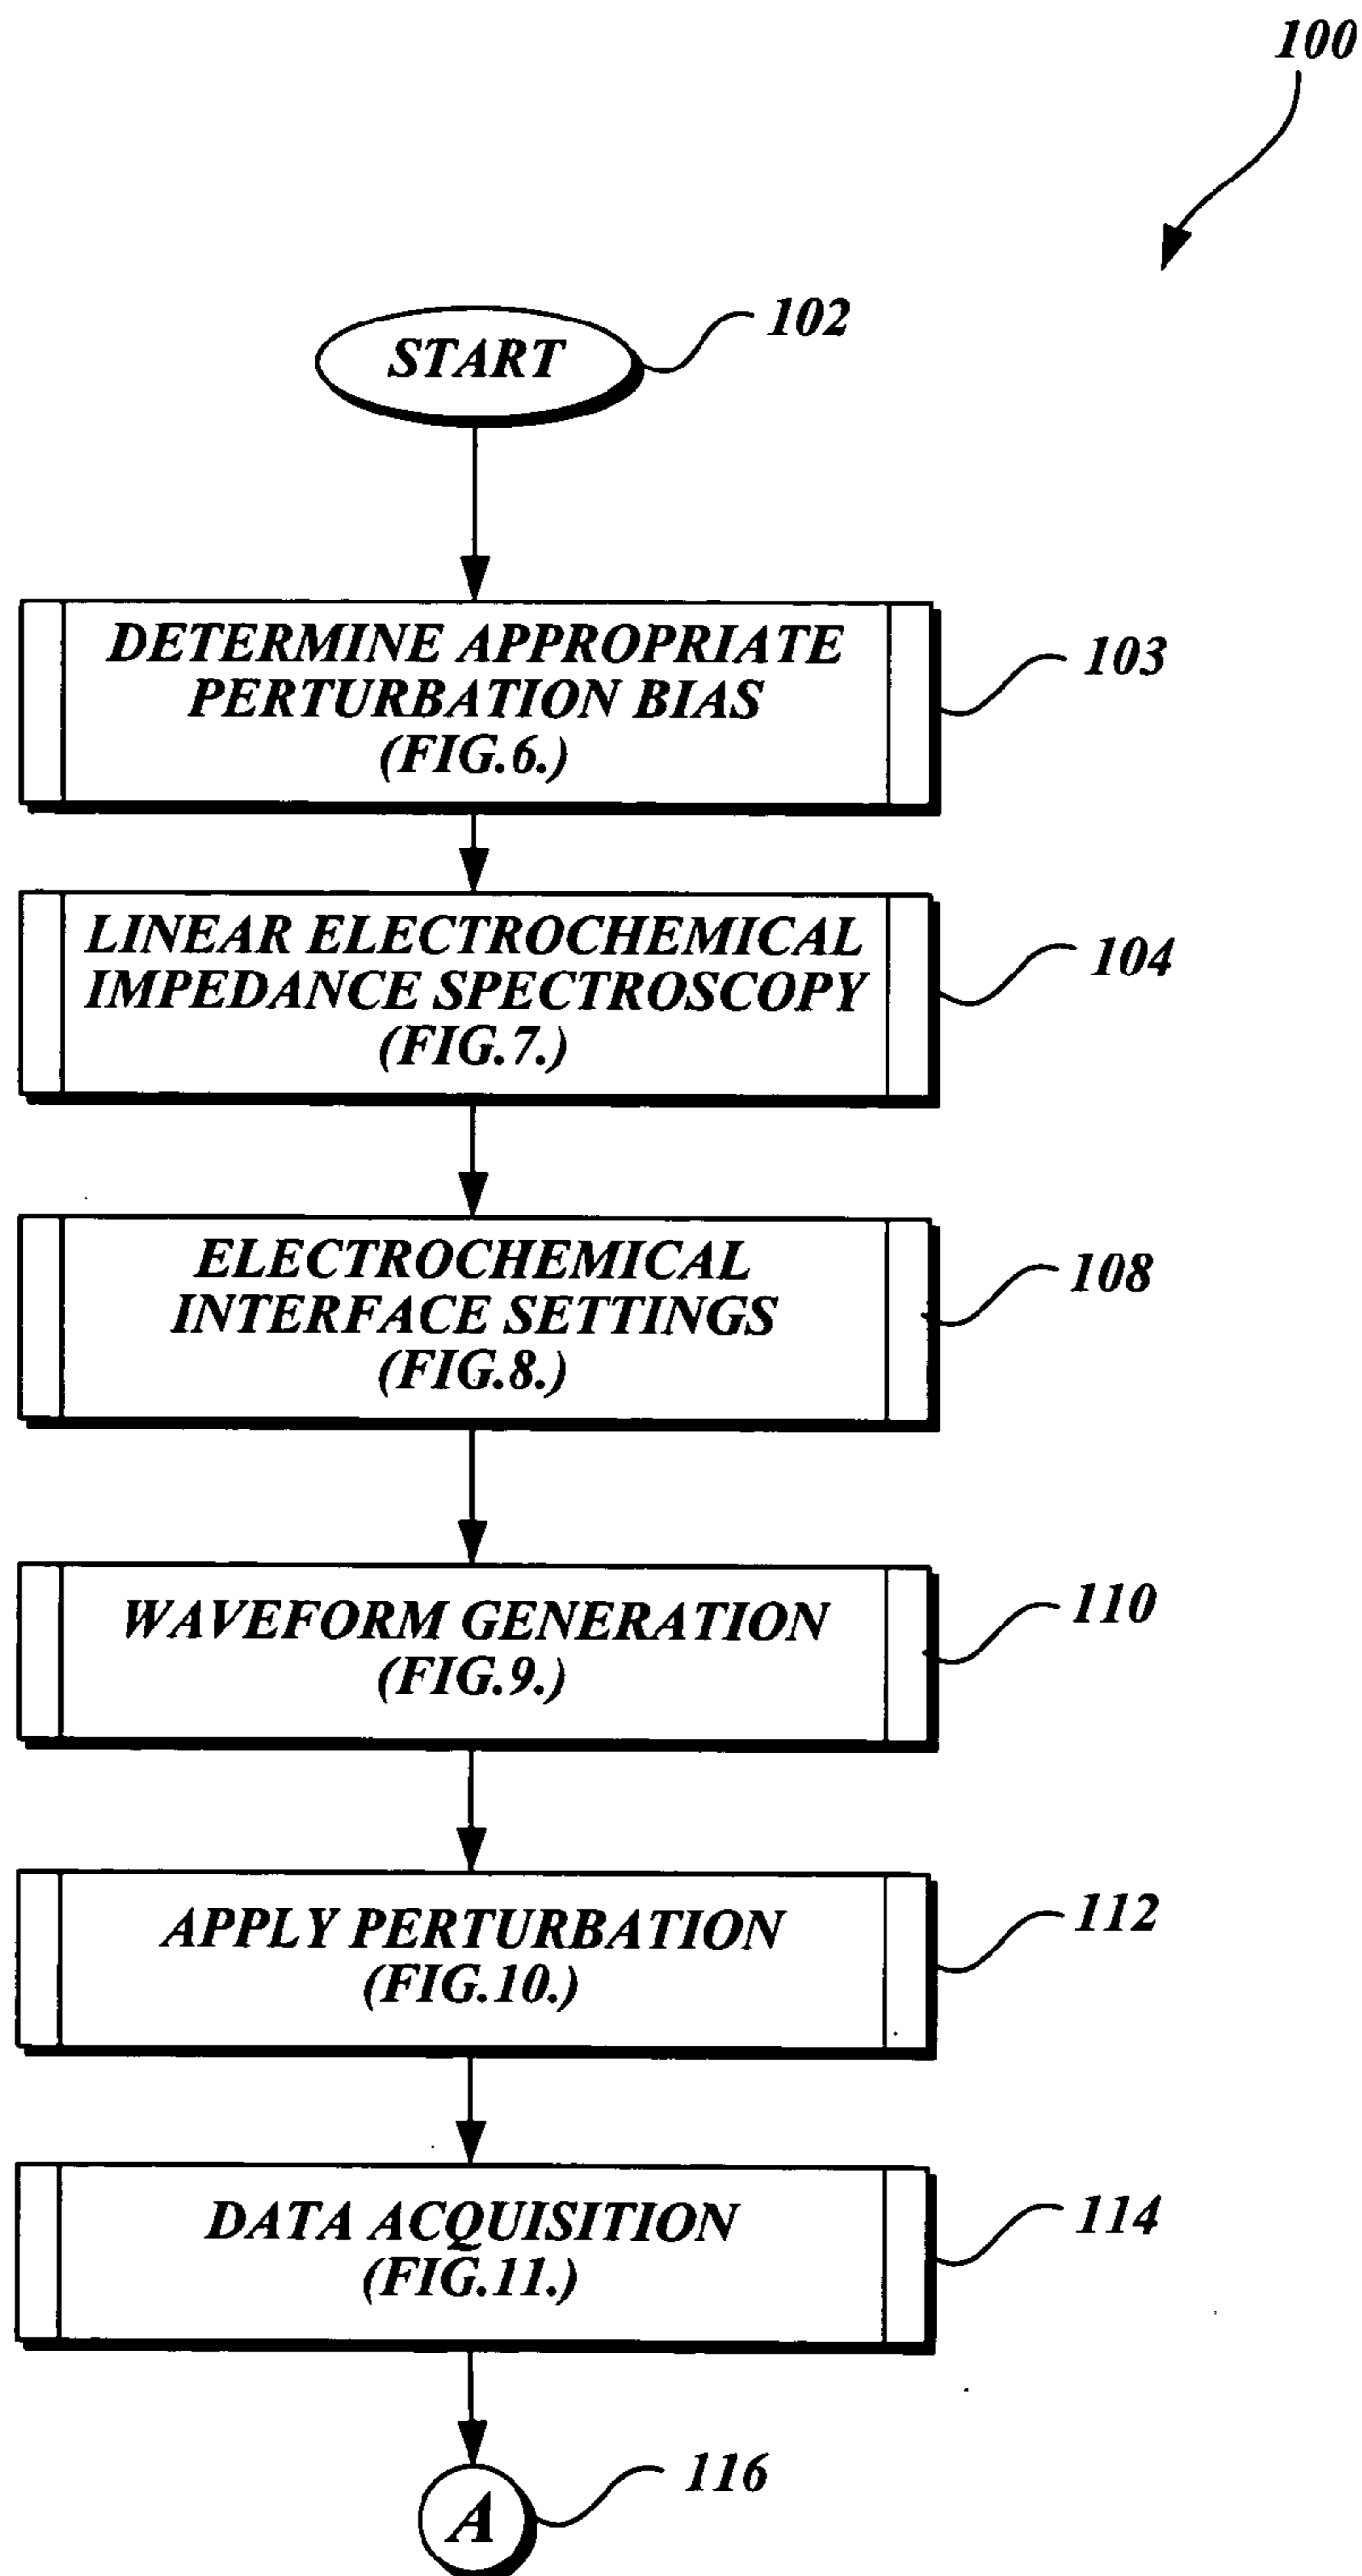 100
START
102
DETERMINE APPROPRIATE
PERTURBATION BIAS
(FIG.6.)
103
LINEAR ELECTROCHEMICAL
IMPEDANCE SPECTROSCOPY
(FIG.7.)
104
ELECTROCHEMICAL
INTERFACE SETTINGS
(FIG.8.)
108
WAVEFORM GENERATION
(FIG.9.)
110
APPLY PERTURBATION
(FIG.10.)
112
DATA ACQUISITION
(FIG.11.)
114
A
116